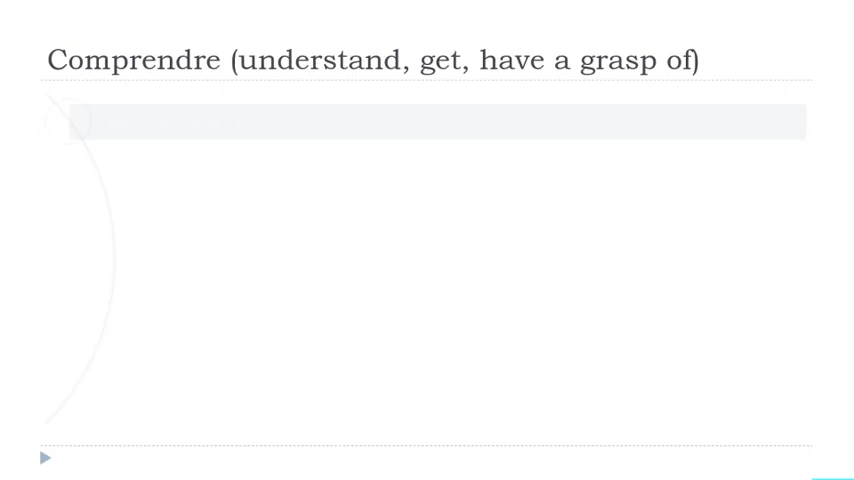 Comprendre (understand, get, have a grasp of)